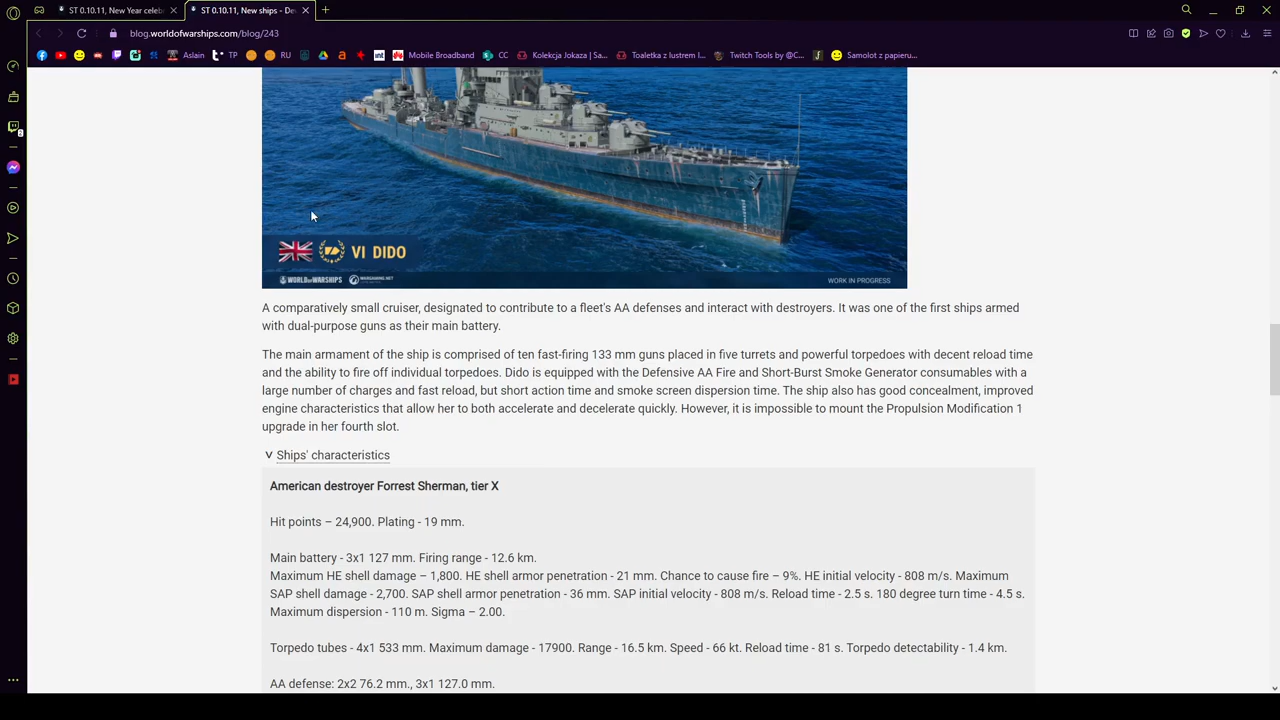 ST 0.10.11, New Year celeb
ST 0.10.11, New ships - De
blog.worldofwarships.com/blog/243
Aslain
TP
RU
int
Mobile Broadband
CC
Kolekcja Jokaza | Sa...
Toaletka z lustrem I...
Twitch Tools by @C...
Samolot z papieru...
2
VI DIDO
WORLD OF WARSHIPS
WARGAMING.NET
WORK IN PROGRESS
A comparatively small cruiser, designated to contribute to a fleet's AA defenses and interact with destroyers. It was one of the first ships armed
with dual-purpose guns as their main battery.
The main armament of the ship is comprised of ten fast-firing 133 mm guns placed in five turrets and powerful torpedoes with decent reload time
and the ability to fire off individual torpedoes. Dido is equipped with the Defensive AA Fire and Short-Burst Smoke Generator consumables with a
large number of charges and fast reload, but short action time and smoke screen dispersion time. The ship also has good concealment, improved
engine characteristics that allow her to both accelerate and decelerate quickly. However, it is impossible to mount the Propulsion Modification 1
upgrade in her fourth slot.
Ships' characteristics
American destroyer Forrest Sherman, tier X
Hit points – 24,900. Plating - 19 mm.
Main battery - 3x1 127 mm. Firing range - 12.6 km.
Maximum HE shell damage – 1,800. HE shell armor penetration - 21 mm. Chance to cause fire – 9%. HE initial velocity - 808 m/s. Maximum
SAP shell damage - 2,700. SAP shell armor penetration - 36 mm. SAP initial velocity - 808 m/s. Reload time - 2.5 s. 180 degree turn time - 4.5 s.
Maximum dispersion - 110 m. Sigma – 2.00.
Torpedo tubes - 4x1 533 mm. Maximum damage - 17900. Range - 16.5 km. Speed - 66 kt. Reload time - 81 s. Torpedo detectability - 1.4 km.
AA defense: 2x2 76.2 mm., 3x1 127.0 mm.